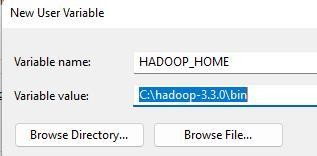 New User Variable
Variable name: HADOOP_HOME
Variable value: C:\hadoop-3.3.0\bin
Browse Directory... Browse File...